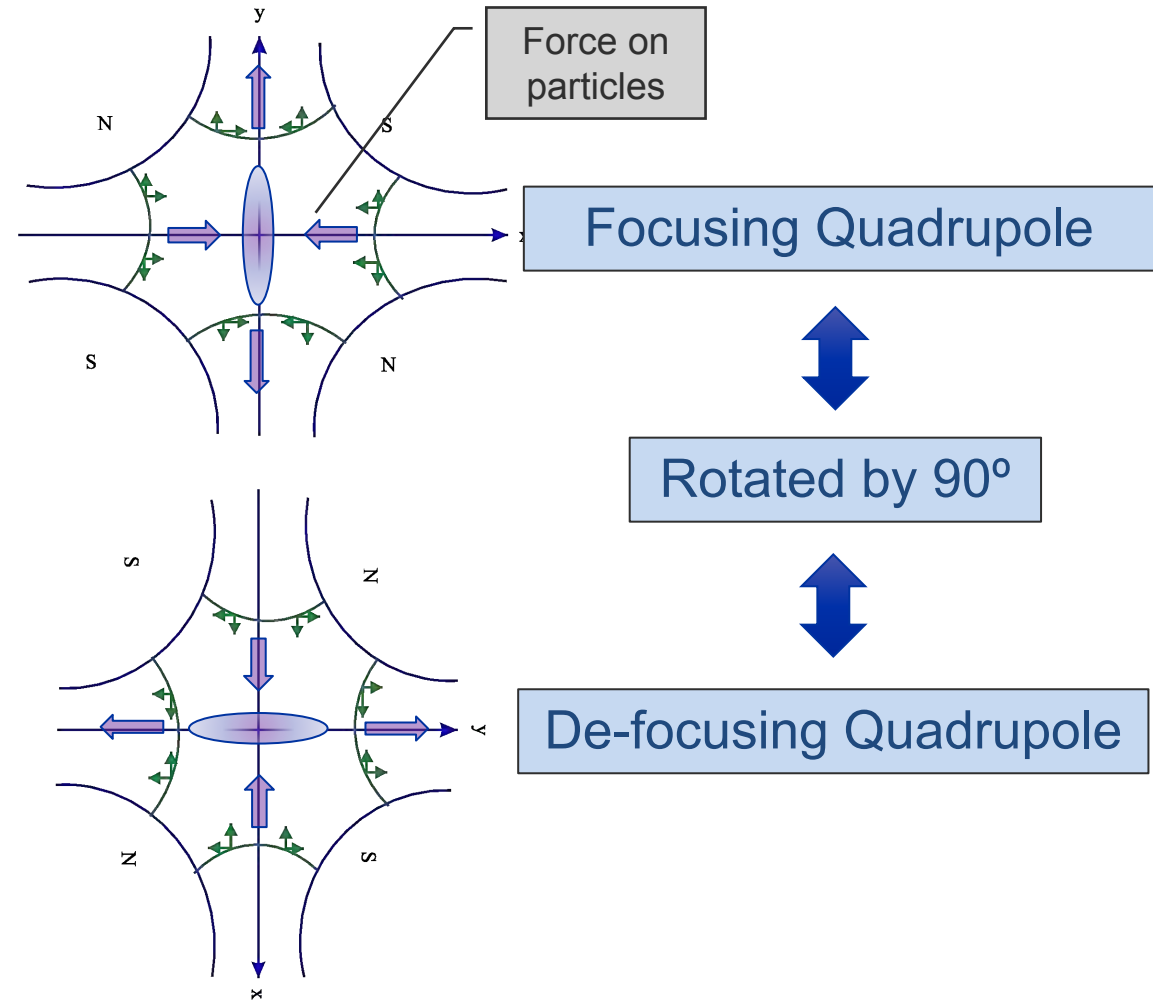 y
Force on
particles
N
S
x
Focusing Quadrupole
S
N
Rotated by 90º
S
N
y
De-focusing Quadrupole
N
S
x